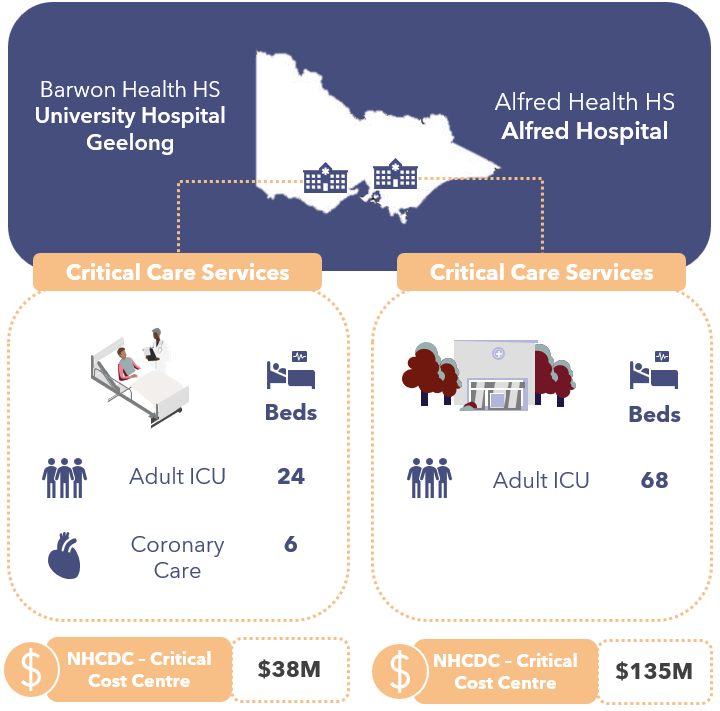 Barwon Health HS
University Hospital
Geelong
Alfred Health HS
Alfred Hospital
Critical Care Services
Beds
Adult ICU 24
Coronary
Care 6
NHCDC – Critical
Cost Centre
$38M
Critical Care Services
Beds
Adult ICU 68
NHCDC – Critical
Cost Centre
$135M